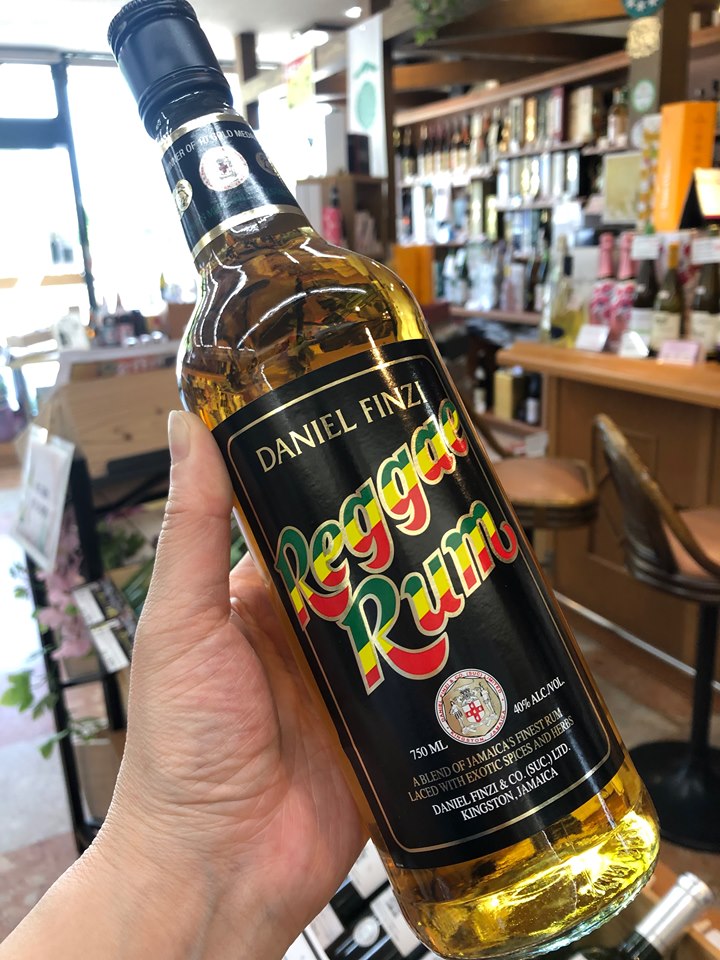 DANIEL FINZI
Reggae
Rum
750 ML
40% ALC./VOL.
A BLEND OF JAMAICA'S FINEST RUM
LACED WITH EXOTIC SPICES AND HERBS
DANIEL FINZI & CO. (SUC.) LTD.
KINGSTON, JAMAICA